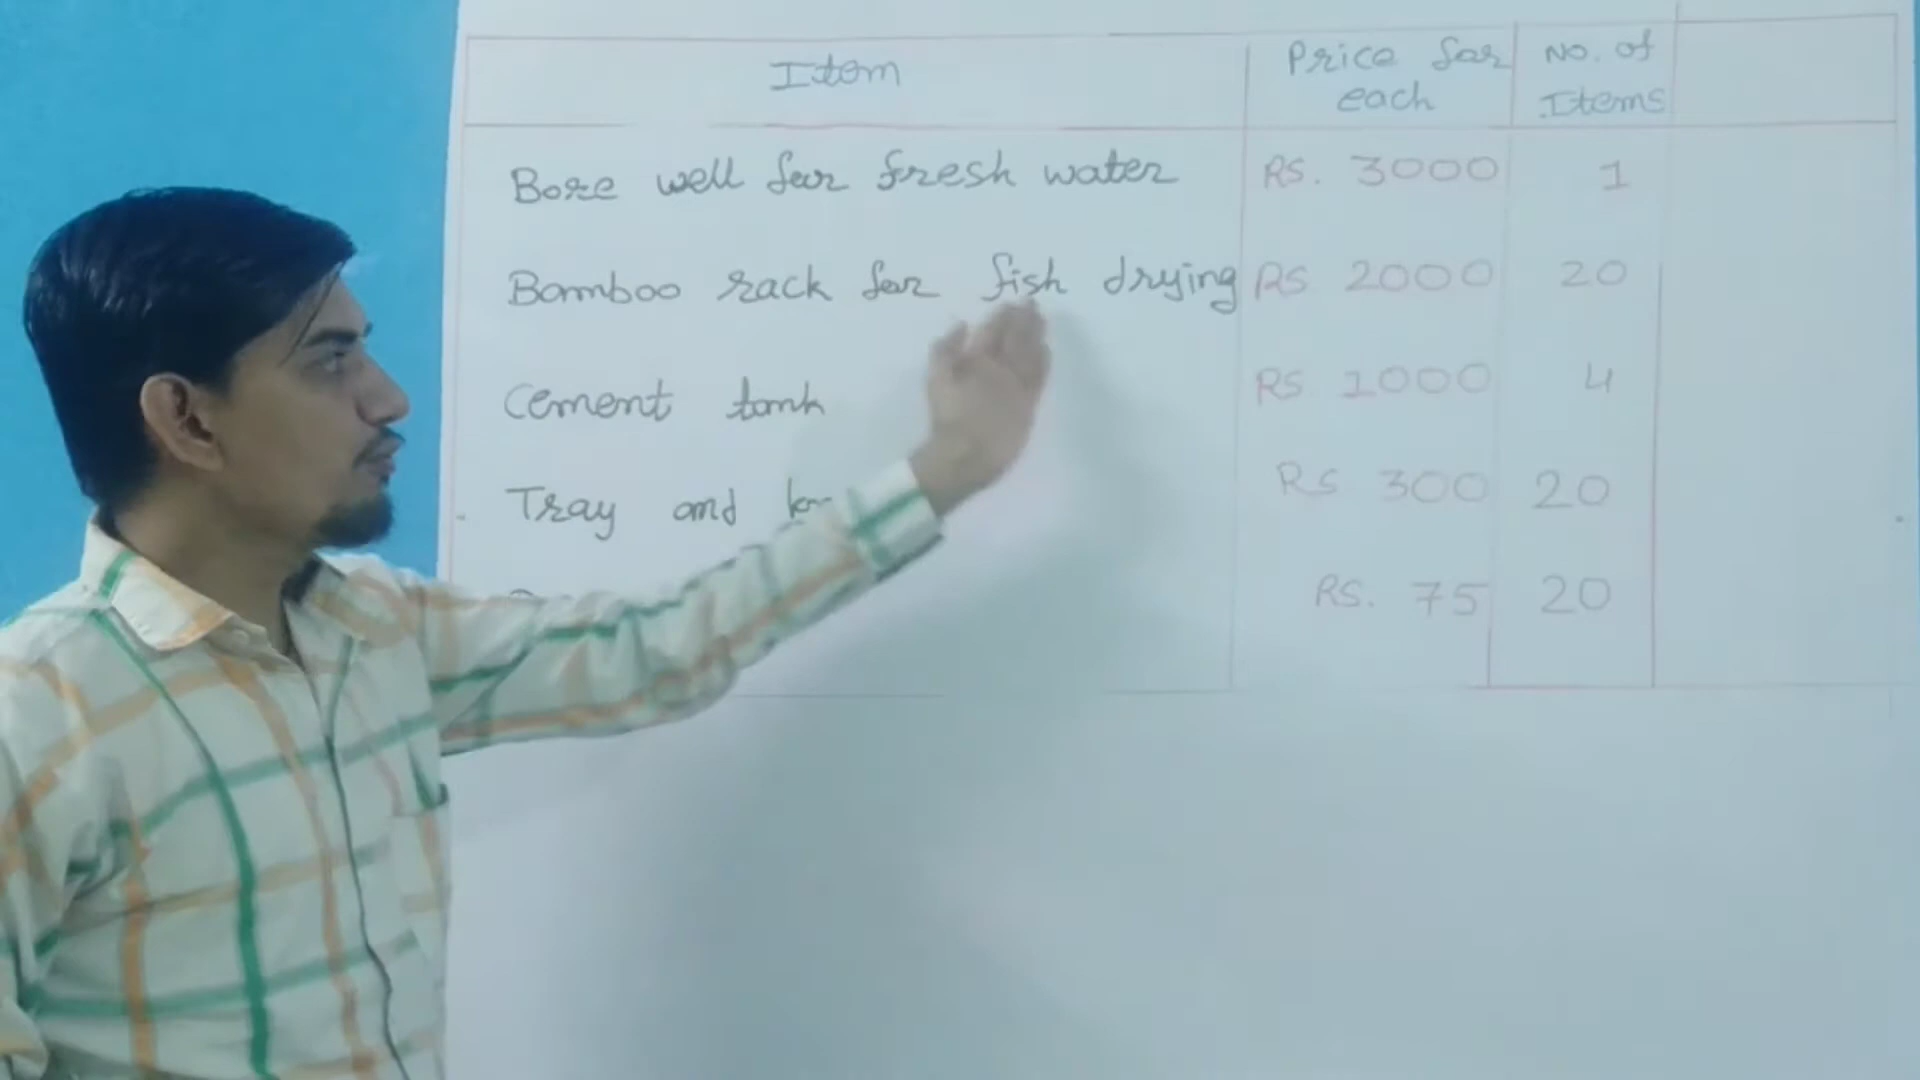 Item
Price for each
No. of Items
Bore well for fresh water RS. 3000 1
Bamboo rack for fish drying RS 2000 20
Cement tank RS. 1000 4
Tray and RS 300 20
RS. 75 20